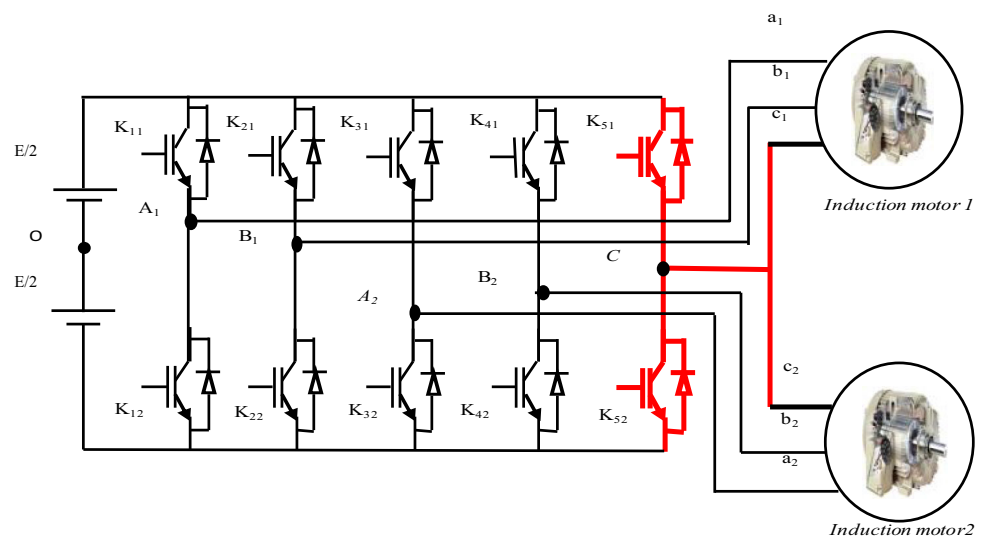 a₁
b₁
K₁₁ K₂₁ K₃₁ K₄₁ K₅₁ c₁
E/2
A₁ Induction motor 1
O B₁ C
E/2 A₂ B₂
c₂
K₁₂ K₂₂ K₃₂ K₄₂ K₅₂ b₂
a₂
Induction motor2